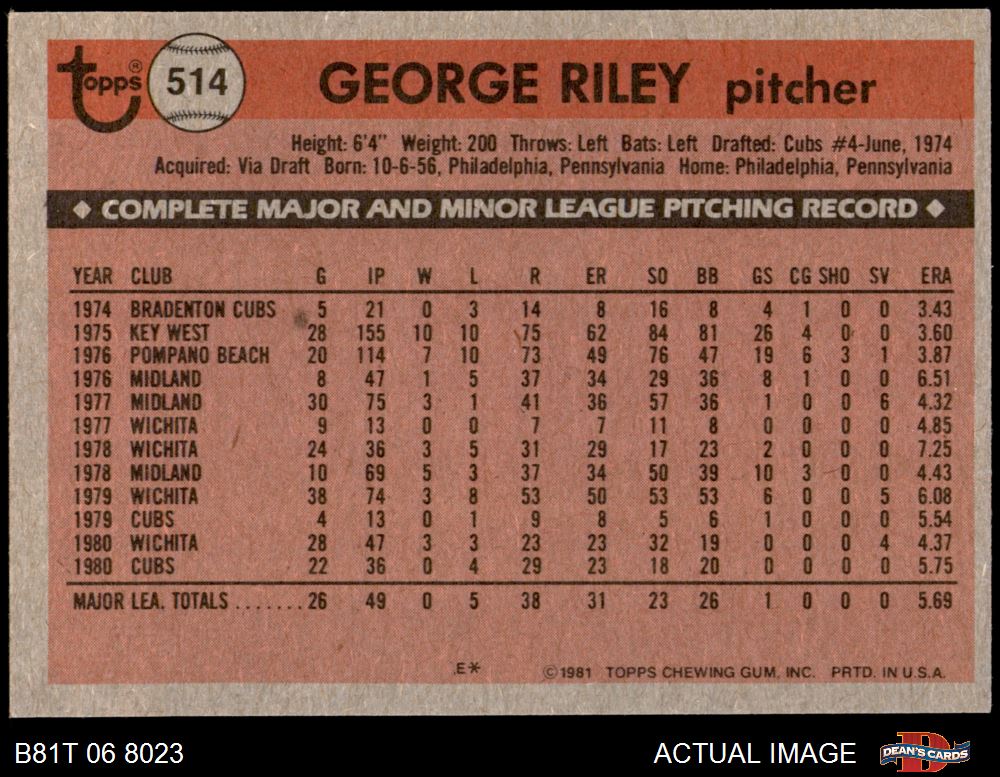 topps® 514 GEORGE RILEY pitcher
Height: 6'4" Weight: 200 Throws: Left Bats: Left Drafted: Cubs #4-June, 1974
Acquired: Via Draft Born: 10-6-56, Philadelphia, Pennsylvania Home: Philadelphia, Pennsylvania
◆ COMPLETE MAJOR AND MINOR LEAGUE PITCHING RECORD ◆
YEAR CLUB G IP W L R ER SO BB GS CG SHO SV ERA
1974 BRADENTON CUBS 5 21 0 3 14 8 16 8 4 1 0 0 3.43
1975 KEY WEST 28 155 10 10 75 62 84 81 26 4 0 0 3.60
1976 POMPANO BEACH 20 114 7 10 73 49 76 47 19 6 3 1 3.87
1976 MIDLAND 8 47 1 5 37 34 29 36 8 1 0 0 6.51
1977 MIDLAND 30 75 3 1 41 36 57 36 1 0 0 6 4.32
1977 WICHITA 9 13 0 0 7 7 11 8 0 0 0 0 4.85
1978 WICHITA 24 36 3 5 31 29 17 23 2 0 0 0 7.25
1978 MIDLAND 10 69 5 3 37 34 50 39 10 3 0 0 4.43
1979 WICHITA 38 74 3 8 53 50 53 53 6 0 0 5 6.08
1979 CUBS 4 13 0 1 9 8 5 6 1 0 0 0 5.54
1980 WICHITA 28 47 3 3 23 23 32 19 0 0 0 4 4.37
1980 CUBS 22 36 0 4 29 23 18 20 0 0 0 0 5.75
MAJOR LEA. TOTALS ....... 26 49 0 5 38 31 23 26 1 0 0 0 5.69
E* ©1981 TOPPS CHEWING GUM, INC. PRTD. IN U.S.A.
B81T 06 8023 ACTUAL IMAGE DEAN'S CARDS